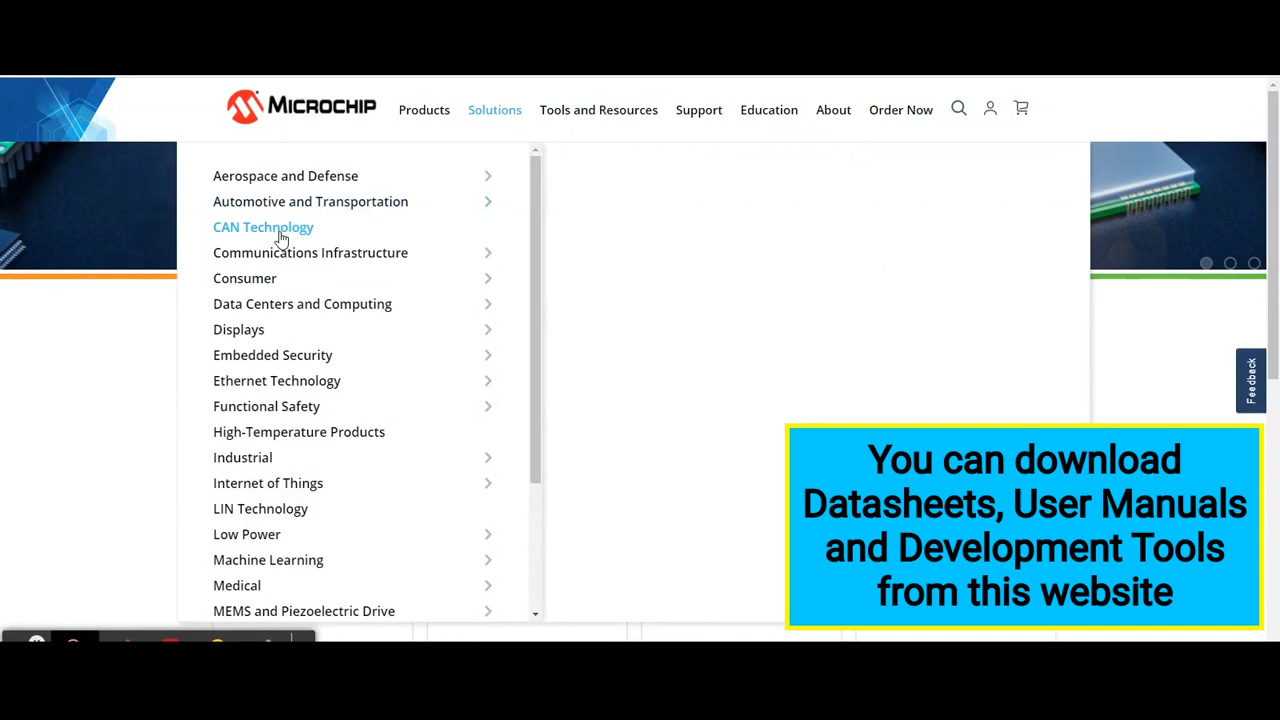 MICROCHIP
Products
Solutions
Tools and Resources
Support
Education
About
Order Now
Aerospace and Defense
Automotive and Transportation
CAN Technology
Communications Infrastructure
Consumer
Data Centers and Computing
Displays
Embedded Security
Ethernet Technology
Functional Safety
High-Temperature Products
Industrial
Internet of Things
LIN Technology
Low Power
Machine Learning
Medical
MEMS and Piezoelectric Drive
Feedback
You can download
Datasheets, User Manuals
and Development Tools
from this website